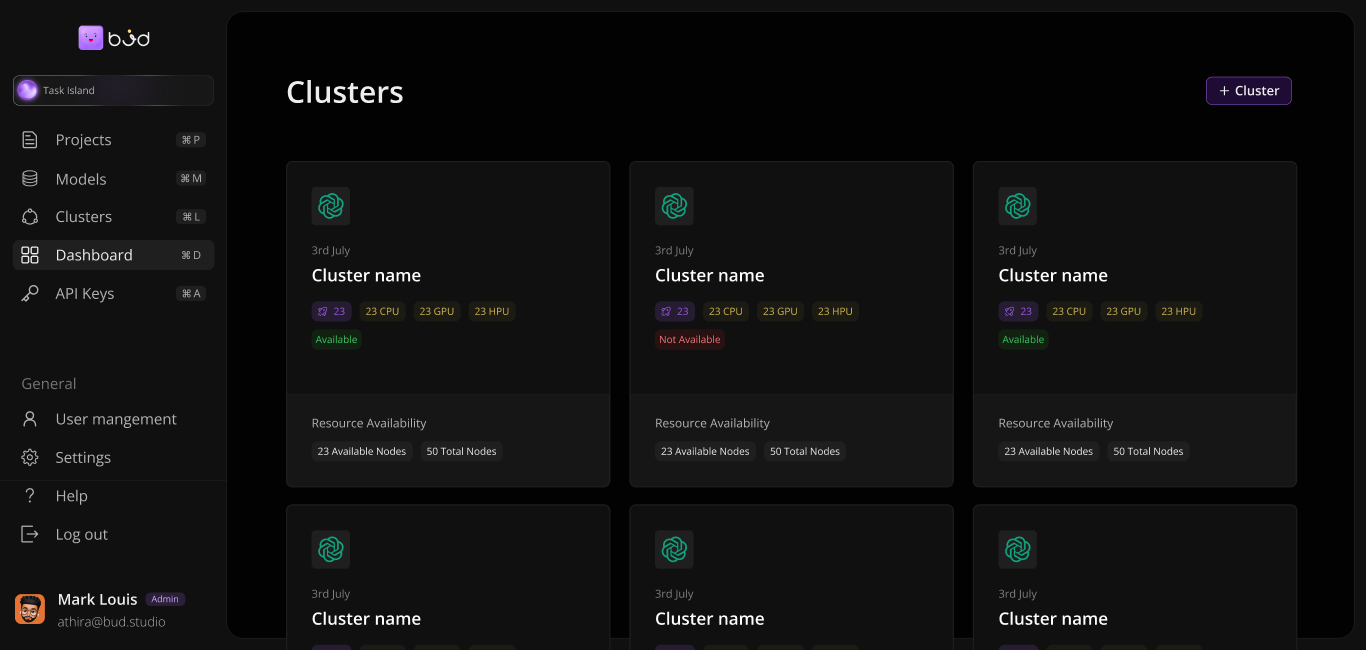 bud
Task Island
Projects ⌘ P
Models ⌘ M
Clusters ⌘ L
Dashboard ⌘ D
API Keys ⌘ A
General
User mangement
Settings
Help
Log out
Mark Louis Admin
athira@bud.studio
Clusters
+ Cluster
3rd July
Cluster name
23 23 CPU 23 GPU 23 HPU
Available
Resource Availability
23 Available Nodes 50 Total Nodes
3rd July
Cluster name
23 23 CPU 23 GPU 23 HPU
Not Available
Resource Availability
23 Available Nodes 50 Total Nodes
3rd July
Cluster name
23 23 CPU 23 GPU 23 HPU
Available
Resource Availability
23 Available Nodes 50 Total Nodes
3rd July
Cluster name
3rd July
Cluster name
3rd July
Cluster name